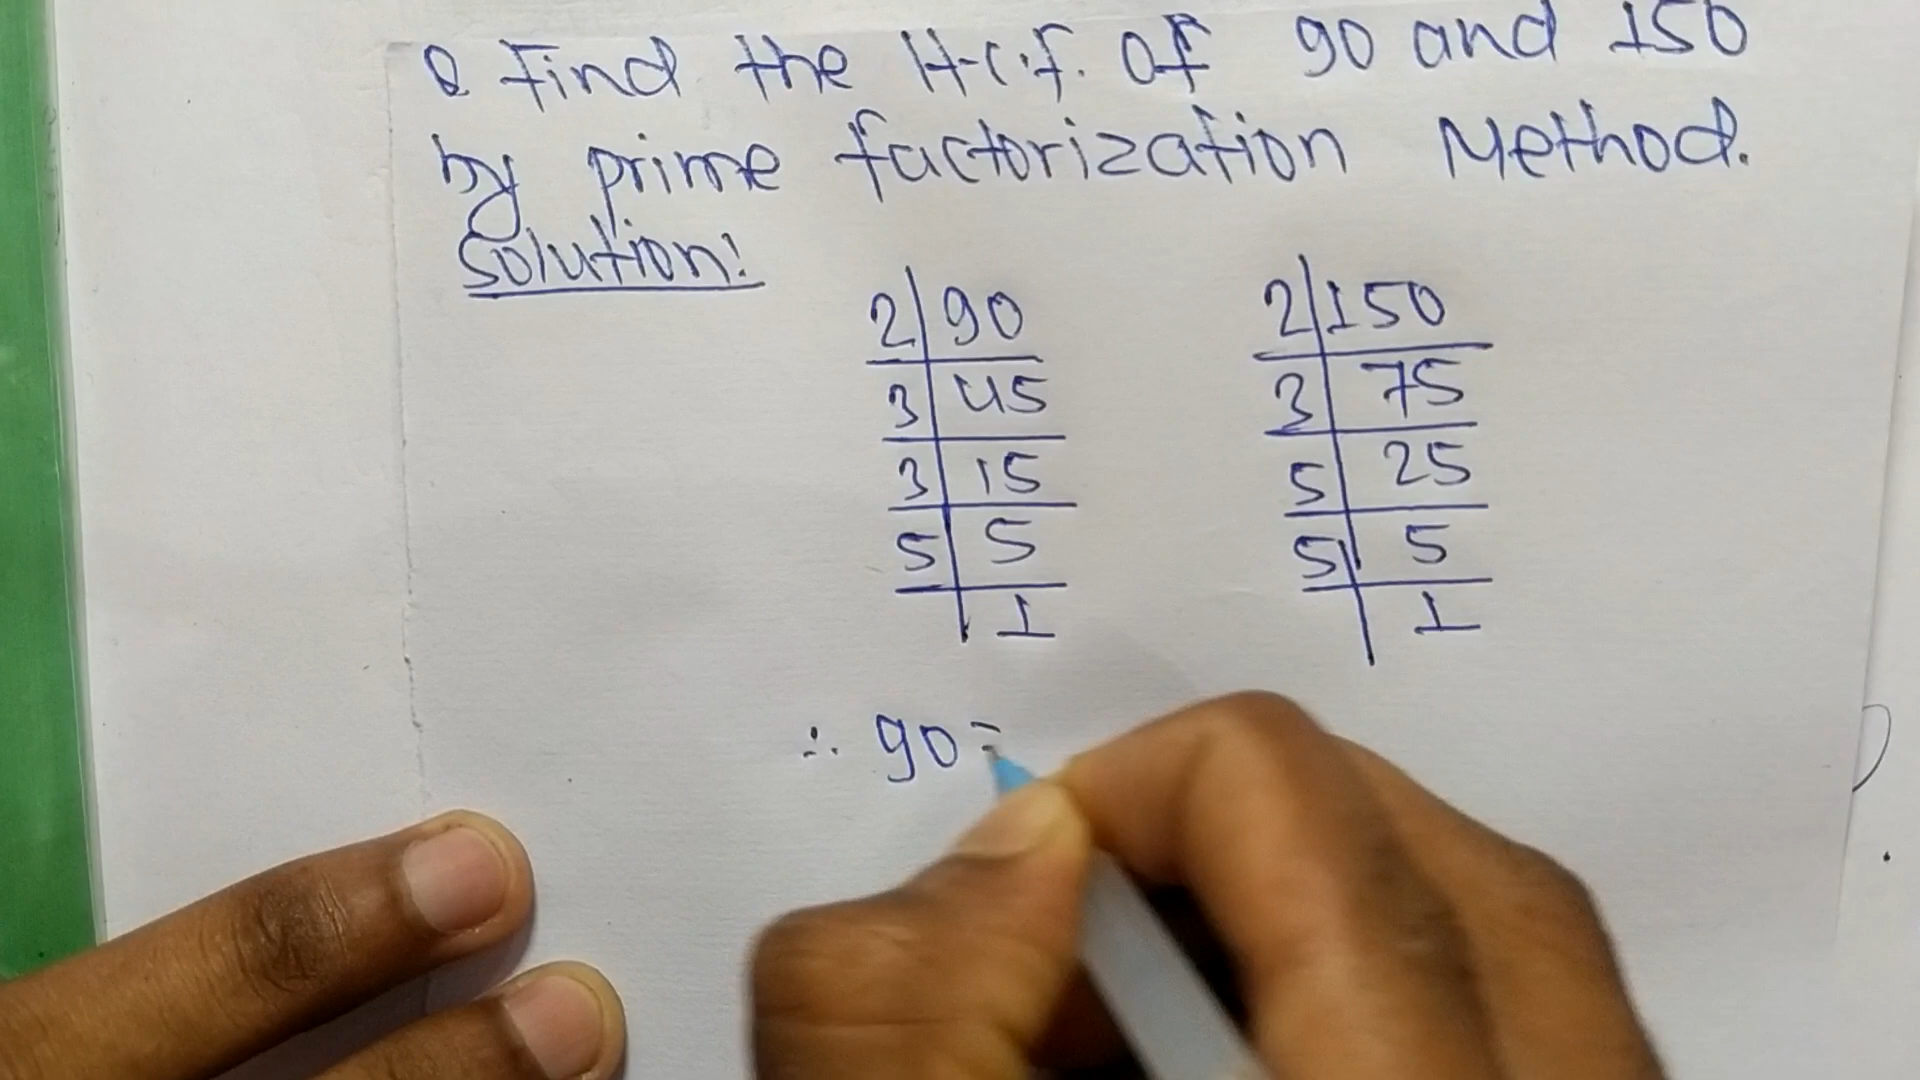 Q Find the H.C.F. Of 90 and 150
by prime factorization Method.
Solution:
2 90
3 45
3 15
5 5
1
2 150
3 75
5 25
5 5
1
∴ 90 =